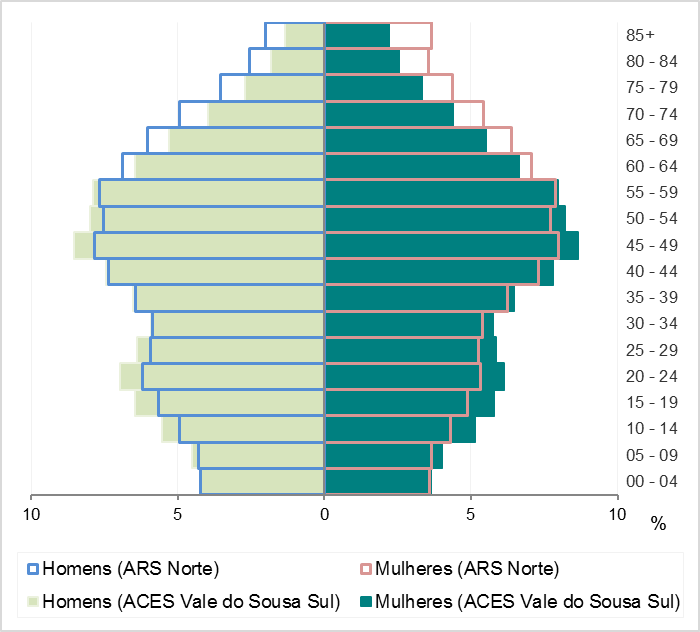 85+
80 - 84
75 - 79
70 - 74
65 - 69
60 - 64
55 - 59
50 - 54
45 - 49
40 - 44
35 - 39
30 - 34
25 - 29
20 - 24
15 - 19
10 - 14
05 - 09
00 - 04
10 5 0 5 10
%
Homens (ARS Norte) Mulheres (ARS Norte)
Homens (ACES Vale do Sousa Sul) Mulheres (ACES Vale do Sousa Sul)